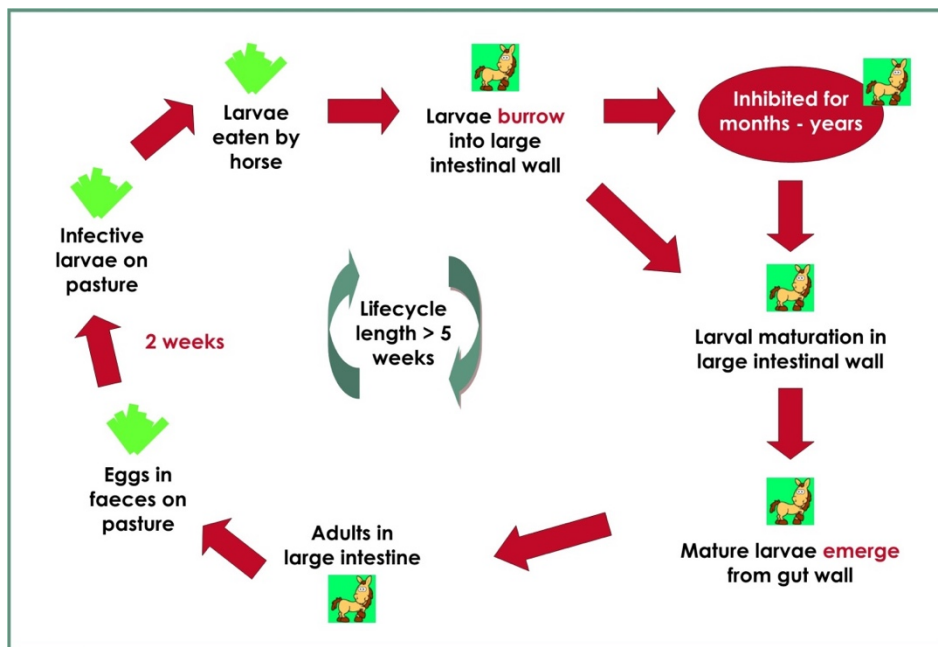 Larvae
eaten by
horse
Larvae burrow
into large
intestinal wall
Inhibited for
months - years
Larval maturation in
large intestinal wall
Mature larvae emerge
from gut wall
Adults in
large intestine
Eggs in
faeces on
pasture
2 weeks
Infective
larvae on
pasture
Lifecycle
length > 5
weeks